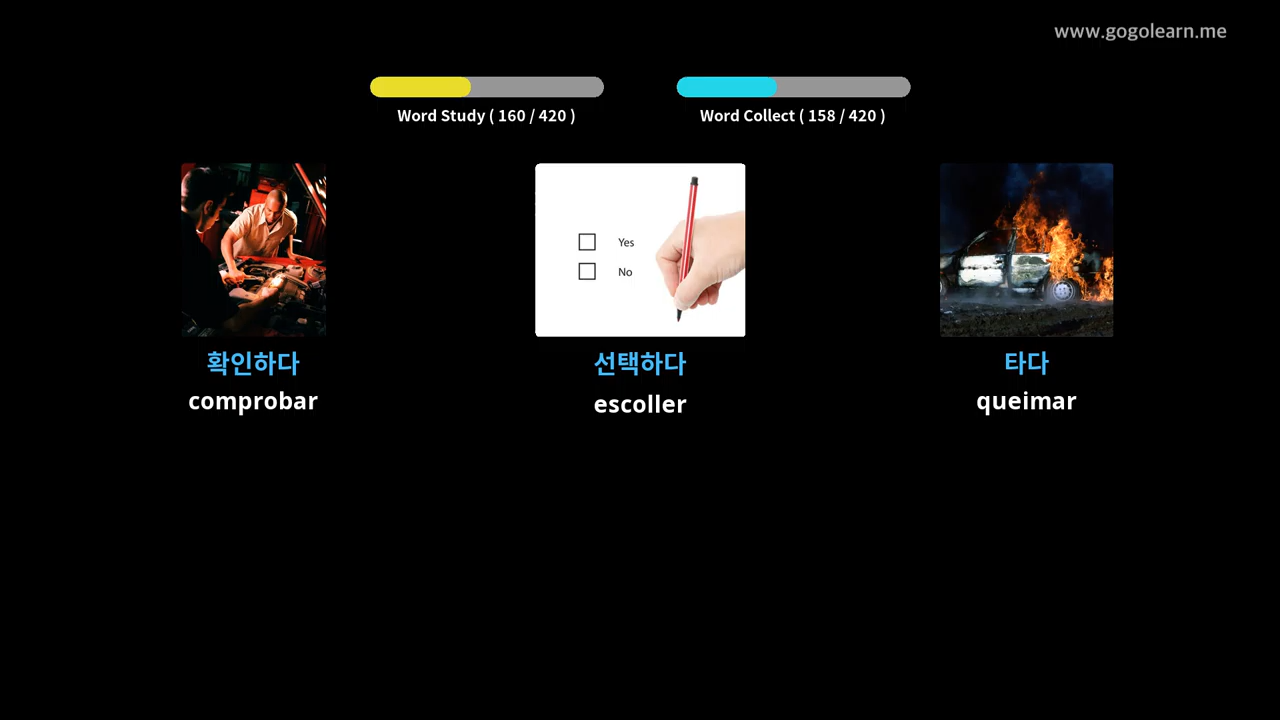 www.gogolearn.me
Word Study ( 160 / 420 )
Word Collect ( 158 / 420 )
Yes
No
확인하다
선택하다
타다
comprobar
escoller
queimar